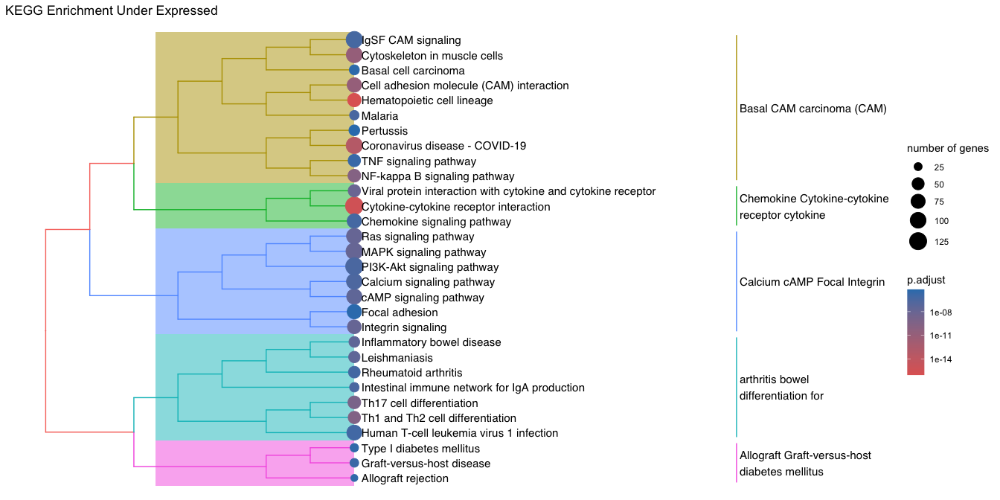 KEGG Enrichment Under Expressed
IgSF CAM signaling
Cytoskeleton in muscle cells
Basal cell carcinoma
Cell adhesion molecule (CAM) interaction
Hematopoietic cell lineage
Malaria
Pertussis
Coronavirus disease - COVID-19
TNF signaling pathway
NF-kappa B signaling pathway
Viral protein interaction with cytokine and cytokine receptor
Cytokine-cytokine receptor interaction
Chemokine signaling pathway
Ras signaling pathway
MAPK signaling pathway
PI3K-Akt signaling pathway
Calcium signaling pathway
cAMP signaling pathway
Focal adhesion
Integrin signaling
Inflammatory bowel disease
Leishmaniasis
Rheumatoid arthritis
Intestinal immune network for IgA production
Th17 cell differentiation
Th1 and Th2 cell differentiation
Human T-cell leukemia virus 1 infection
Type I diabetes mellitus
Graft-versus-host disease
Allograft rejection
Basal CAM carcinoma (CAM)
Chemokine Cytokine-cytokine
receptor cytokine
Calcium cAMP Focal Integrin
arthritis bowel
differentiation for
Allograft Graft-versus-host
diabetes mellitus
number of genes
25
50
75
100
125
p.adjust
1e-08
1e-11
1e-14